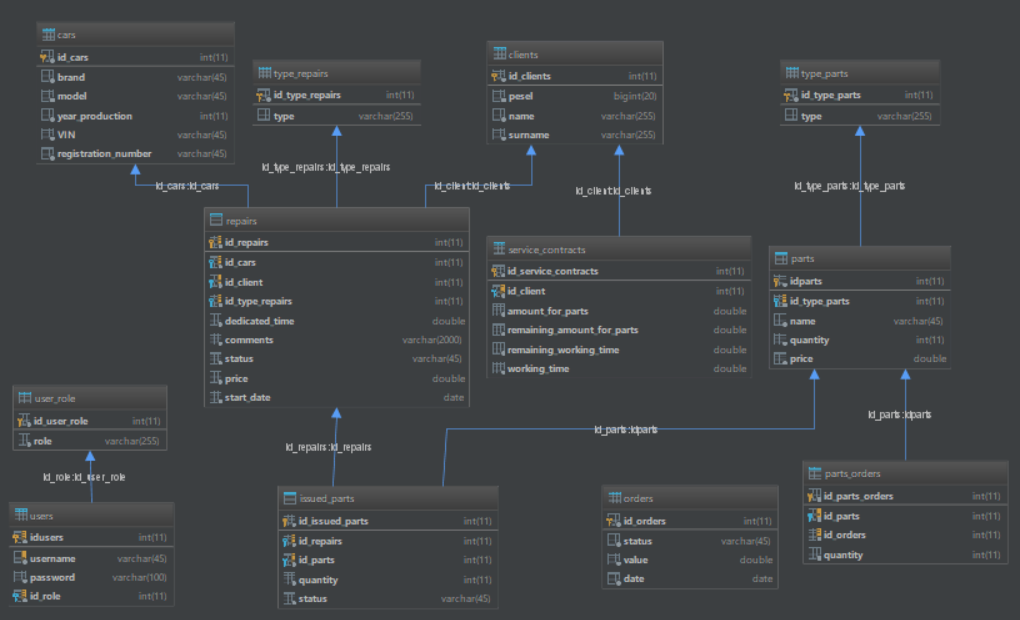 cars
id_cars int(11)
brand varchar(45)
model varchar(45)
year_production int(11)
VIN varchar(45)
registration_number varchar(45)
type_repairs
id_type_repairs int(11)
type varchar(255)
clients
id_clients int(11)
pesel bigint(20)
name varchar(255)
surname varchar(255)
type_parts
id_type_parts int(11)
type varchar(255)
id_cars:id_cars
id_type_repairs:id_type_repairs
id_client:id_clients
id_client:id_clients
id_type_parts:id_type_parts
repairs
id_repairs int(11)
id_cars int(11)
id_client int(11)
id_type_repairs int(11)
dedicated_time double
comments varchar(2000)
status varchar(45)
price double
start_date date
service_contracts
id_service_contracts int(11)
id_client int(11)
amount_for_parts double
remaining_amount_for_parts double
remaining_working_time double
working_time double
parts
idparts int(11)
id_type_parts int(11)
name varchar(45)
quantity int(11)
price double
user_role
id_user_role int(11)
role varchar(255)
id_role:id_user_role
id_repairs:id_repairs
id_parts:idparts
id_parts:idparts
users
idusers int(11)
username varchar(45)
password varchar(100)
id_role int(11)
issued_parts
id_issued_parts int(11)
id_repairs int(11)
id_parts int(11)
quantity int(11)
status varchar(45)
orders
id_orders int(11)
status varchar(45)
value double
date date
parts_orders
id_parts_orders int(11)
id_parts int(11)
id_orders int(11)
quantity int(11)